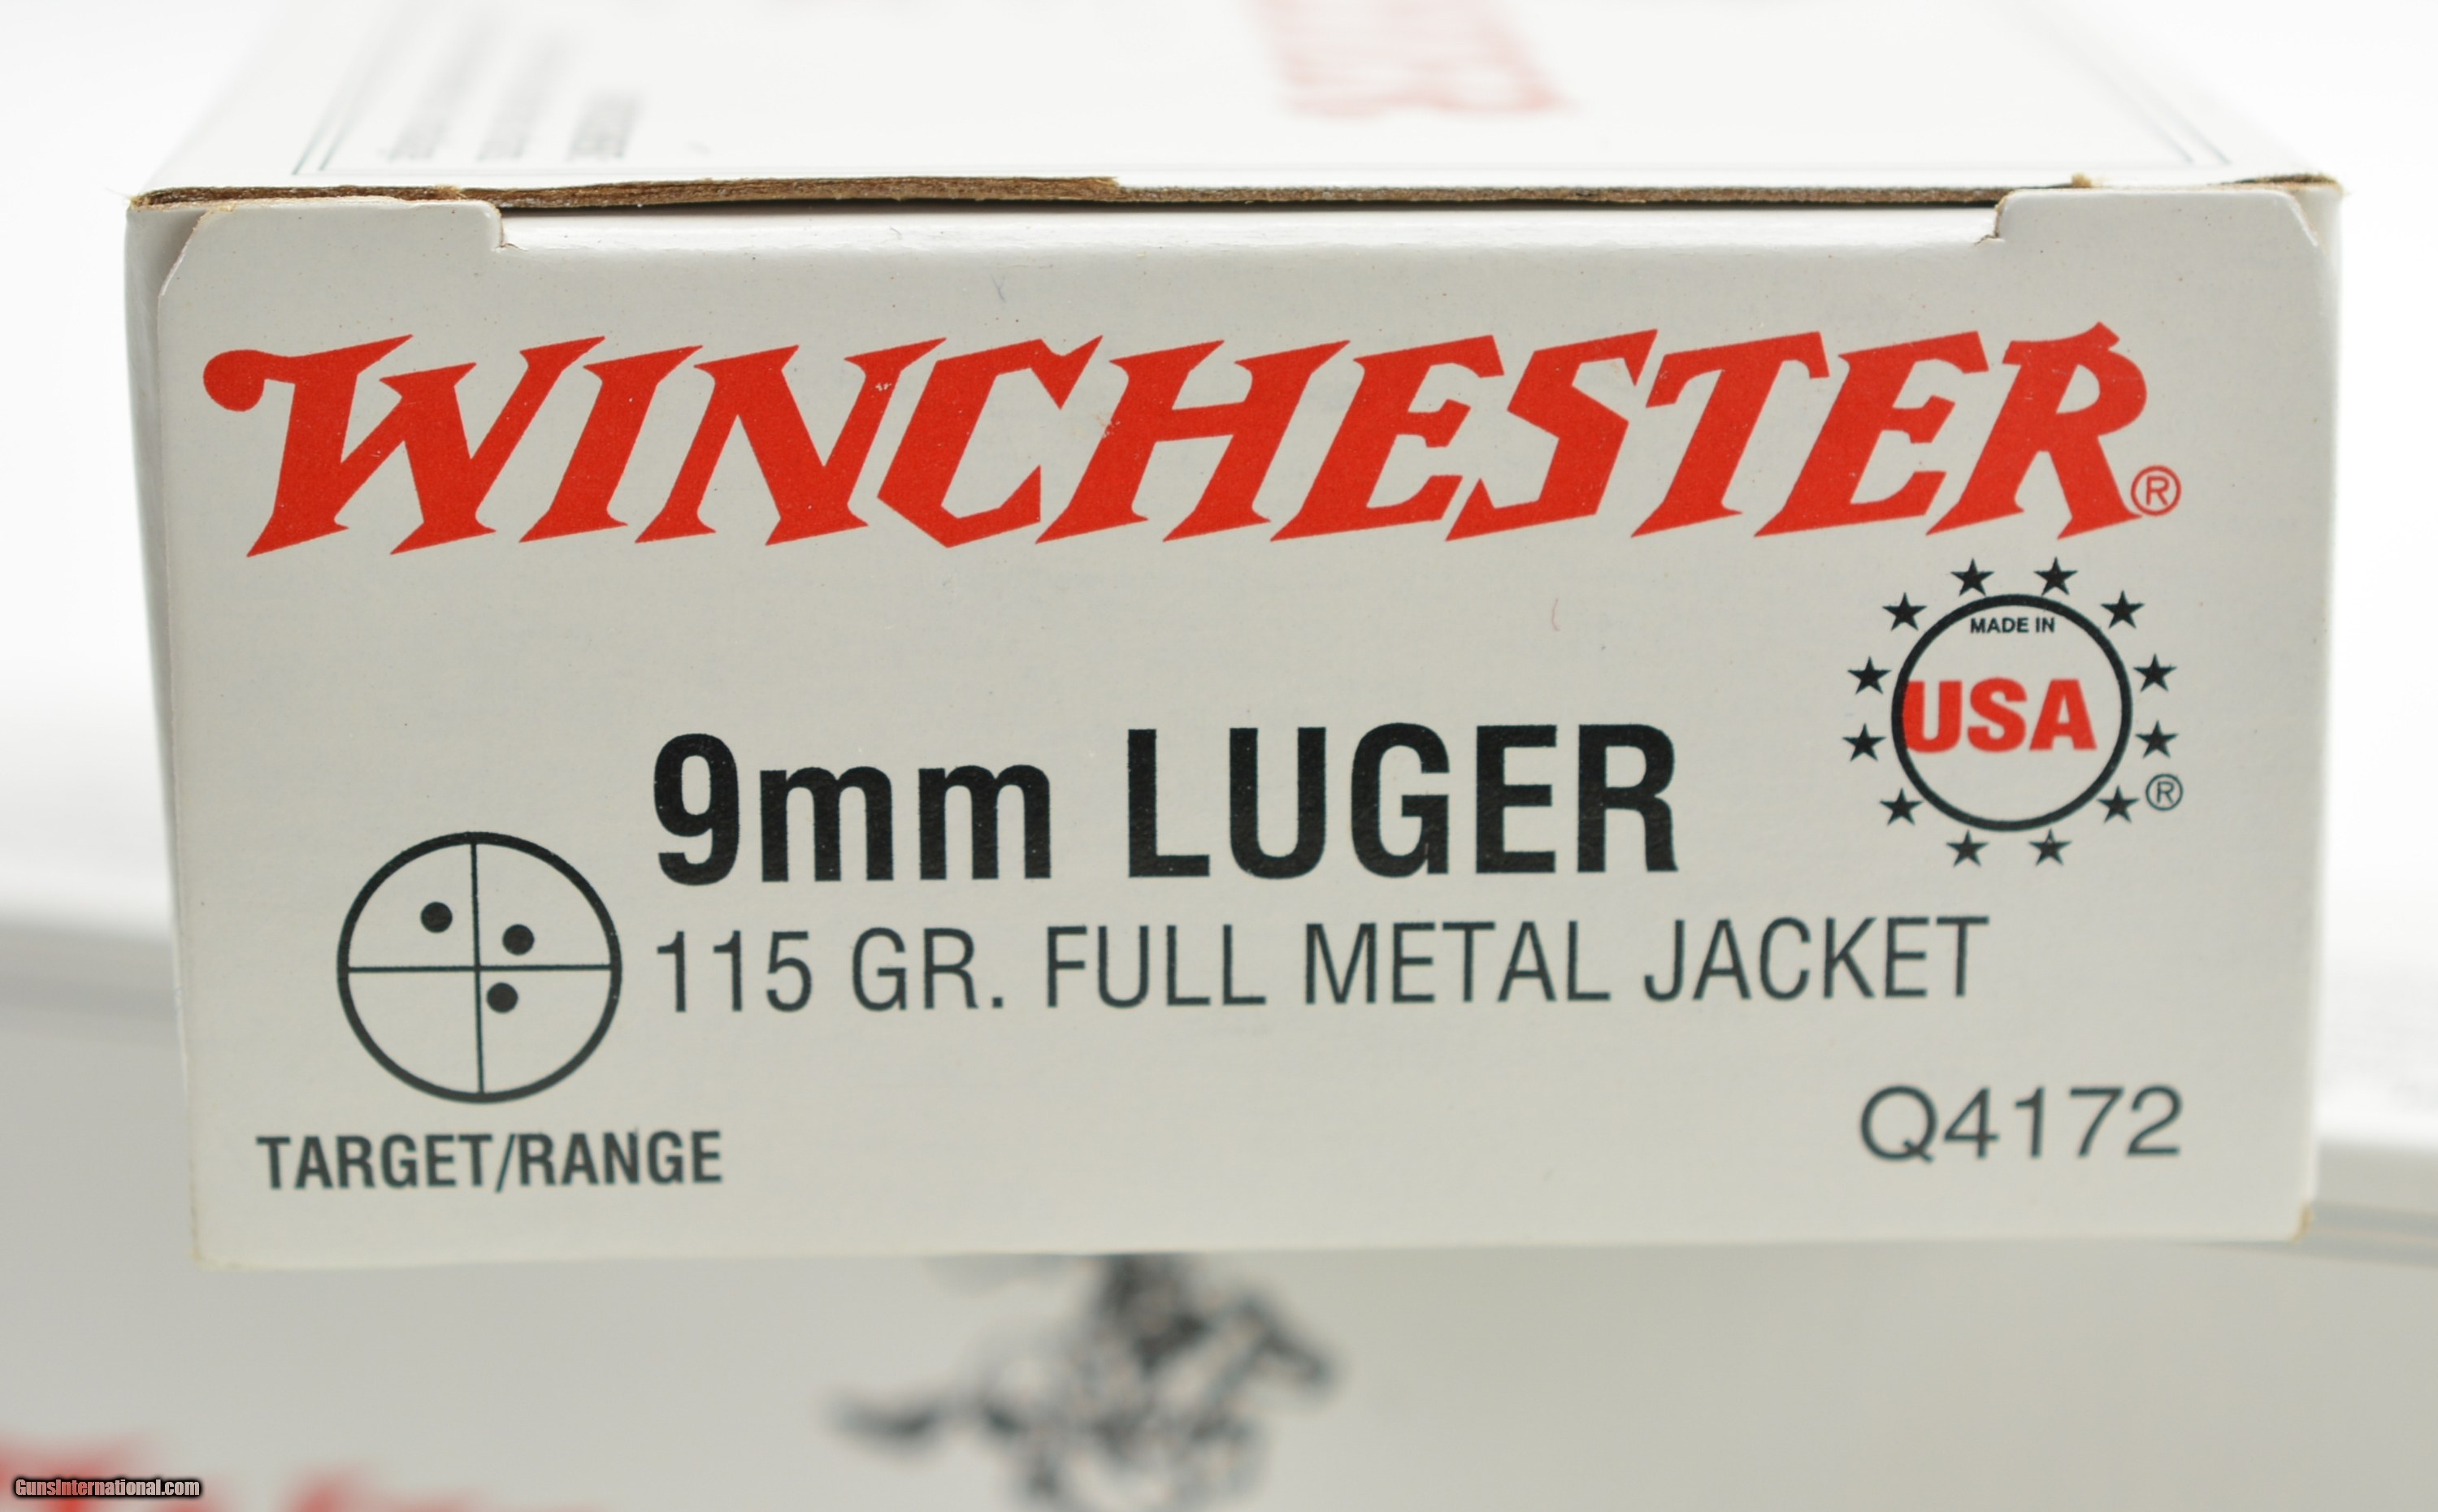 WINCHESTER®
MADE IN
USA
®
9mm LUGER
115 GR. FULL METAL JACKET
TARGET/RANGE
Q4172
GunsInternational.com